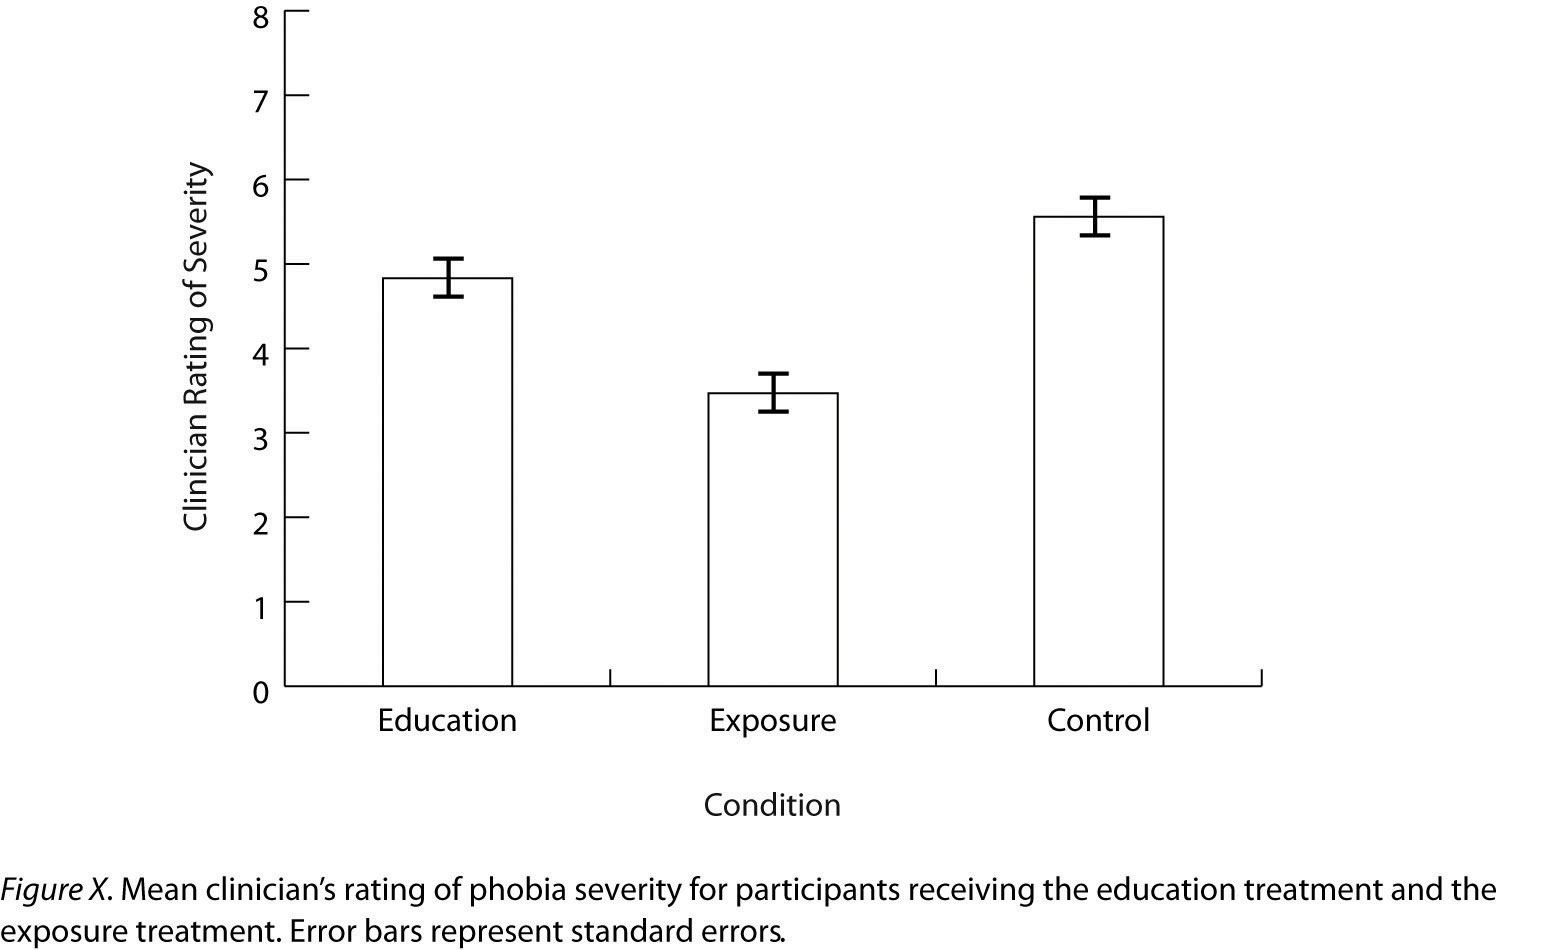 8
7
6
5
4
3
2
1
0
Clinician Rating of Severity
Education Exposure Control
Condition
Figure X. Mean clinician’s rating of phobia severity for participants receiving the education treatment and the
exposure treatment. Error bars represent standard errors.